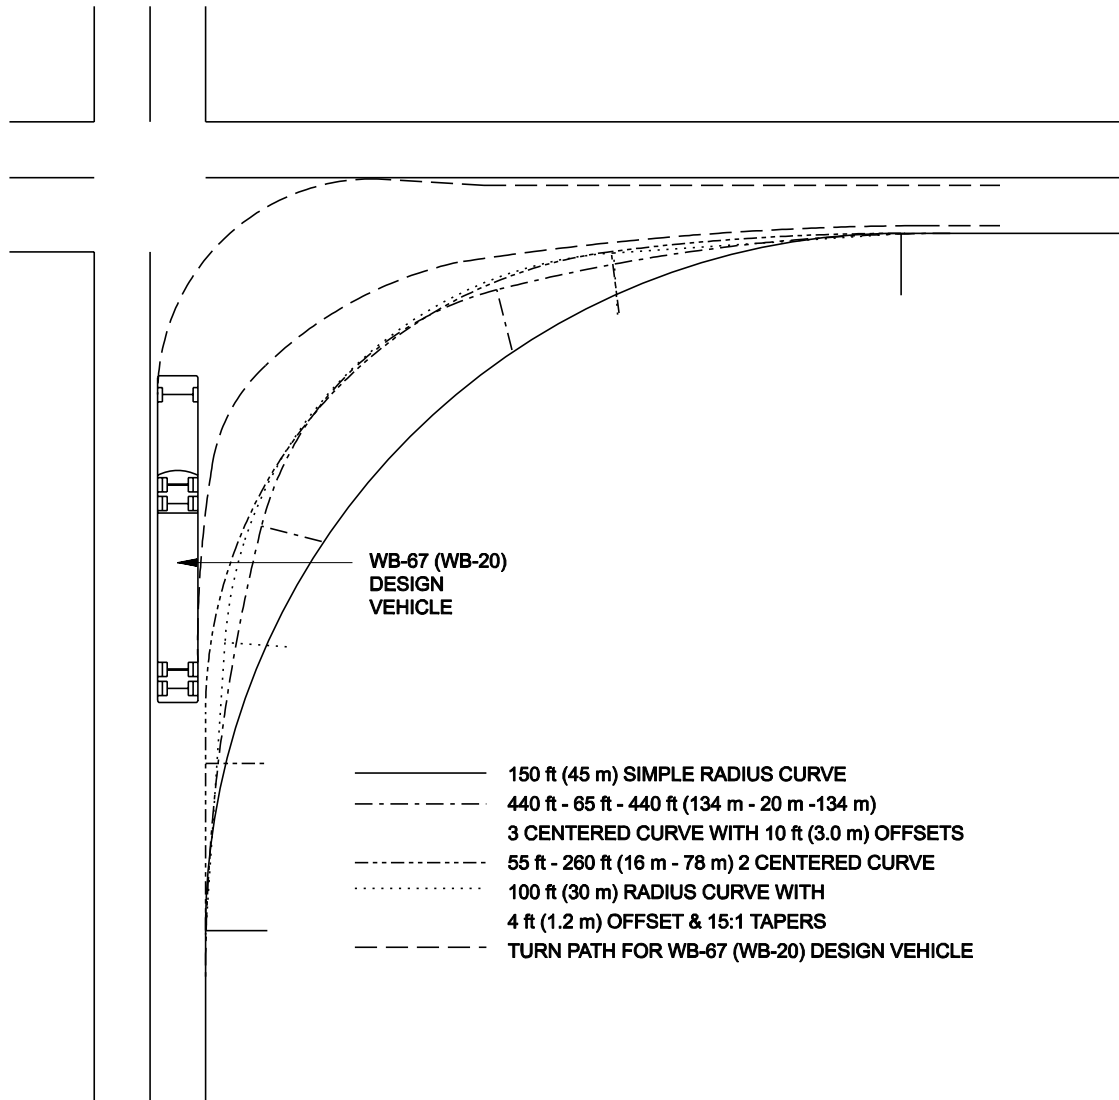 WB-67 (WB-20)
DESIGN
VEHICLE
150 ft (45 m) SIMPLE RADIUS CURVE
440 ft - 65 ft - 440 ft (134 m - 20 m -134 m)
3 CENTERED CURVE WITH 10 ft (3.0 m) OFFSETS
55 ft - 260 ft (16 m - 78 m) 2 CENTERED CURVE
100 ft (30 m) RADIUS CURVE WITH
4 ft (1.2 m) OFFSET & 15:1 TAPERS
TURN PATH FOR WB-67 (WB-20) DESIGN VEHICLE